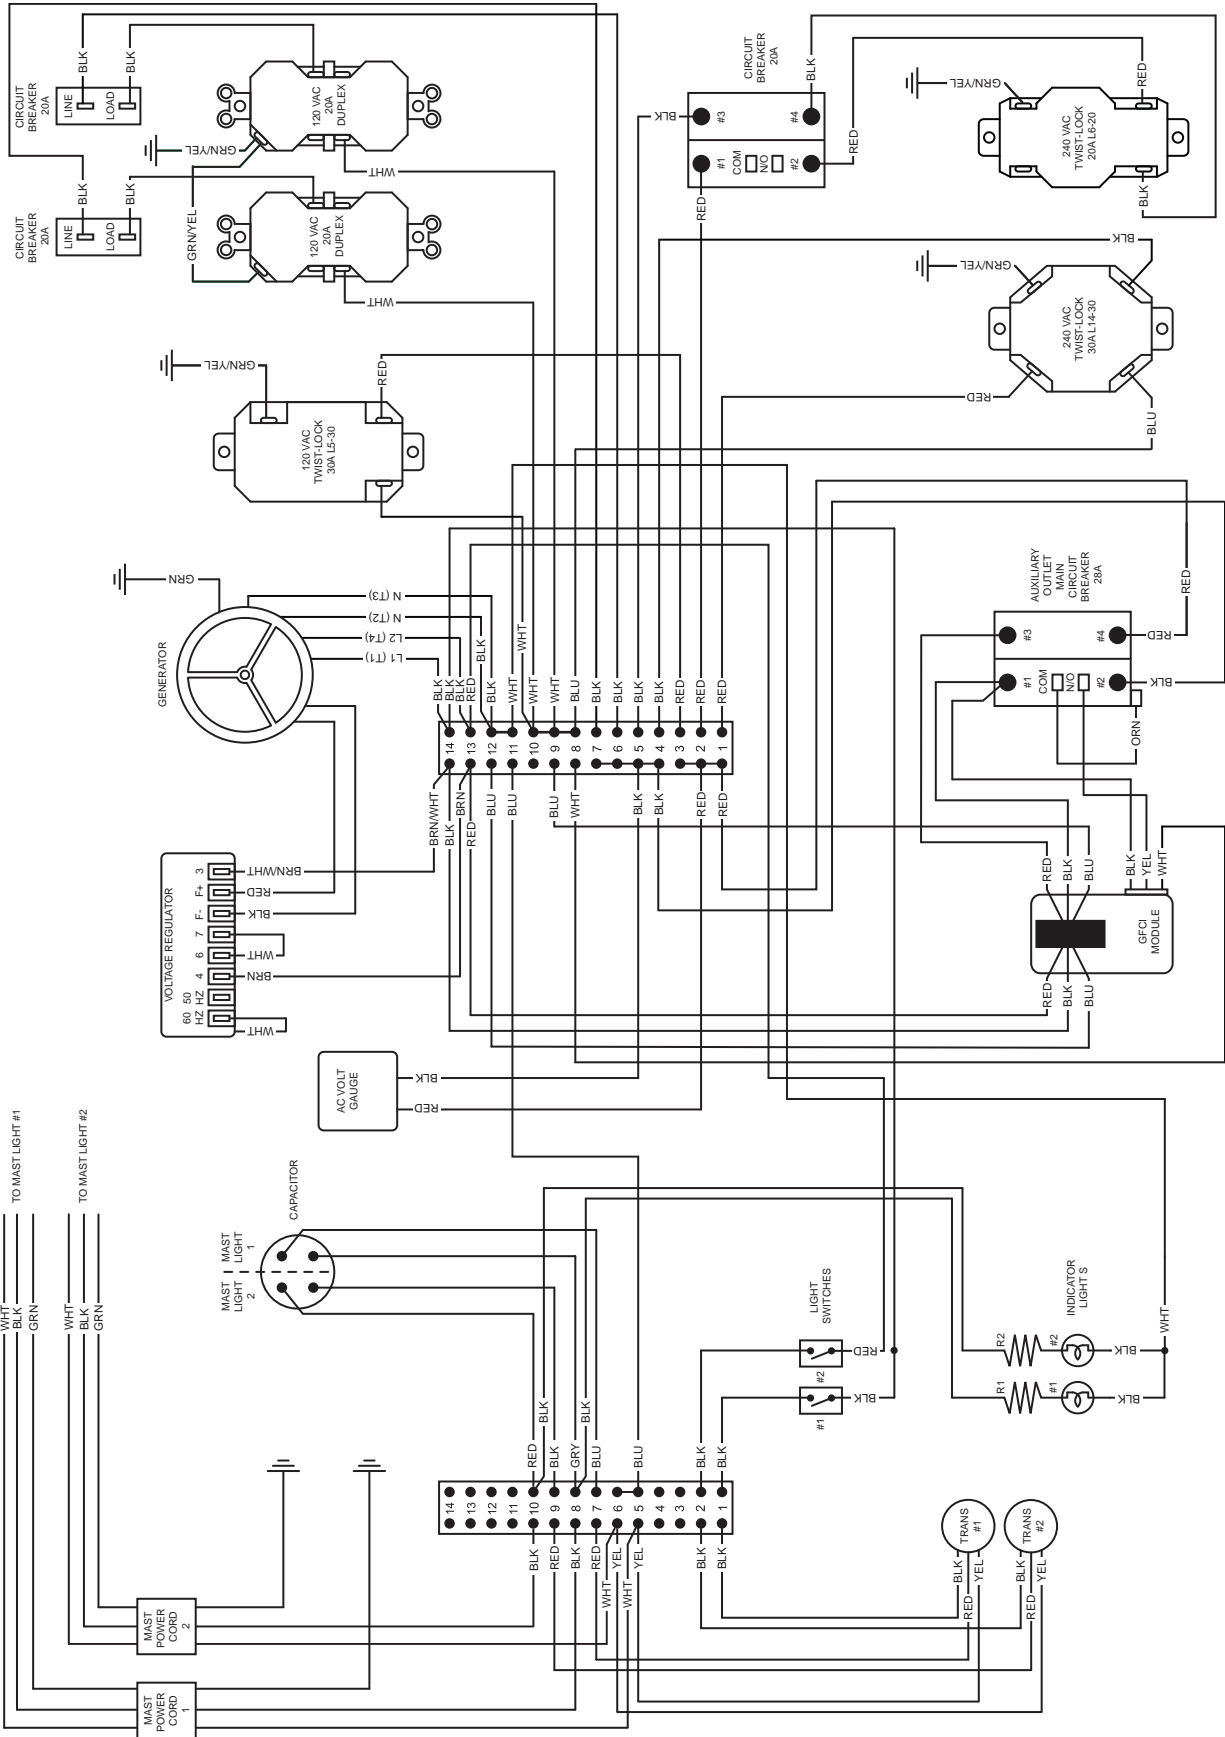 CIRCUIT
BREAKER
20A
LINE
LOAD
BLK
BLK
120 VAC
20A
DUPLEX
GRN/YEL
WHT
CIRCUIT
BREAKER
20A
LINE
LOAD
BLK
BLK
120 VAC
20A
DUPLEX
GRN/YEL
WHT
120 VAC
TWIST-LOCK
30A L5-30
GRN/YEL
RED
WHT
CIRCUIT
BREAKER
20A
BLK
#3
#4
#1
COM
N/O
#2
BLK
RED
RED
RED
240 VAC
TWIST-LOCK
20A L6-20
GRN/YEL
BLK
BLK
GRN/YEL
240 VAC
TWIST-LOCK
30A L14-30
RED
BLU
GENERATOR
GRN
N (T3)
N (T2)
L2 (T4)
L1 (T1)
BLK
BLK
BLK
BLK
RED
BLK
WHT
WHT
WHT
BLU
BLK
BLK
BLK
BLK
RED
RED
RED
14
13
12
11
10
9
8
7
6
5
4
3
2
1
BRN/WHT
BLK
BRN
RED
BLU
BLU
BLU
WHT
BLK
BLK
RED
RED
AUXILIARY
OUTLET
MAIN
CIRCUIT
BREAKER
28A
RED
#3
#4
RED
#1
COM
N/O
#2
BLK
ORN
VOLTAGE REGULATOR
3
F+
F-
7
6
4
50
HZ
60
HZ
BRN/WHT
RED
BLK
WHT
BRN
WHT
RED
BLK
BLU
BLK
YEL
WHT
GFCI
MODULE
RED
BLK
BLU
AC VOLT
GAUGE
BLK
RED
TO MAST LIGHT #1
WHT
BLK
GRN
TO MAST LIGHT #2
WHT
BLK
GRN
CAPACITOR
MAST
LIGHT
1
MAST
LIGHT
2
LIGHT
SWITCHES
RED
#2
BLK
#1
INDICATOR
LIGHT S
R2
#2
BLK
R1
#1
BLK
WHT
RED
BLK
BLK
GRY
BLK
BLU
BLU
BLK
BLK
14
13
12
11
10
9
8
7
6
5
4
3
2
1
BLK
RED
BLK
RED
WHT
YEL
WHT
YEL
BLK
BLK
MAST
POWER
CORD
2
MAST
POWER
CORD
1
TRANS
#1
BLK
RED
YEL
TRANS
#2
BLK
RED
YEL